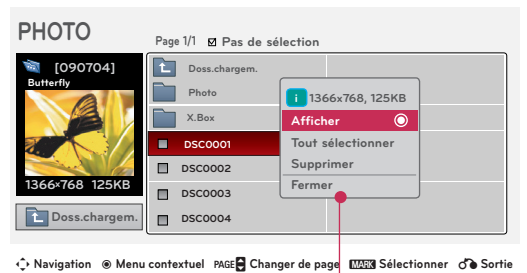 PHOTO
Page 1/1 Pas de sélection
[090704]
Butterfly
1366x768 125KB
Doss.chargem.
Doss.chargem.
Photo
X.Box
DSC0001
DSC0002
DSC0003
DSC0004
i 1366x768, 125KB
Afficher
Tout sélectionner
Supprimer
Fermer
Navigation Menu contextuel PAGE Changer de page MARK Sélectionner Sortie